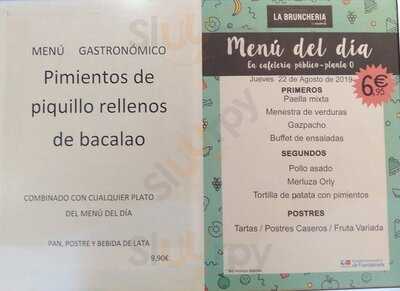 MENÚ GASTRONÓMICO
Pimientos de
piquillo rellenos
de bacalao
COMBINADO CON CUALQUIER PLATO
DEL MENÚ DEL DÍA
PAN, POSTRE Y BEBIDA DE LATA
9,90€
LA BRUNCHERIA
Menú del día
En cafetería público-planta 0
Jueves 22 de Agosto de 2019
6€
,95
PRIMEROS
Paella mixta
Menestra de verduras
Gazpacho
Buffet de ensaladas
SEGUNDOS
Pollo asado
Merluza Orly
Tortilla de patata con pimientos
POSTRES
Tartas / Postres Caseros / Fruta Variada
Sluurpy